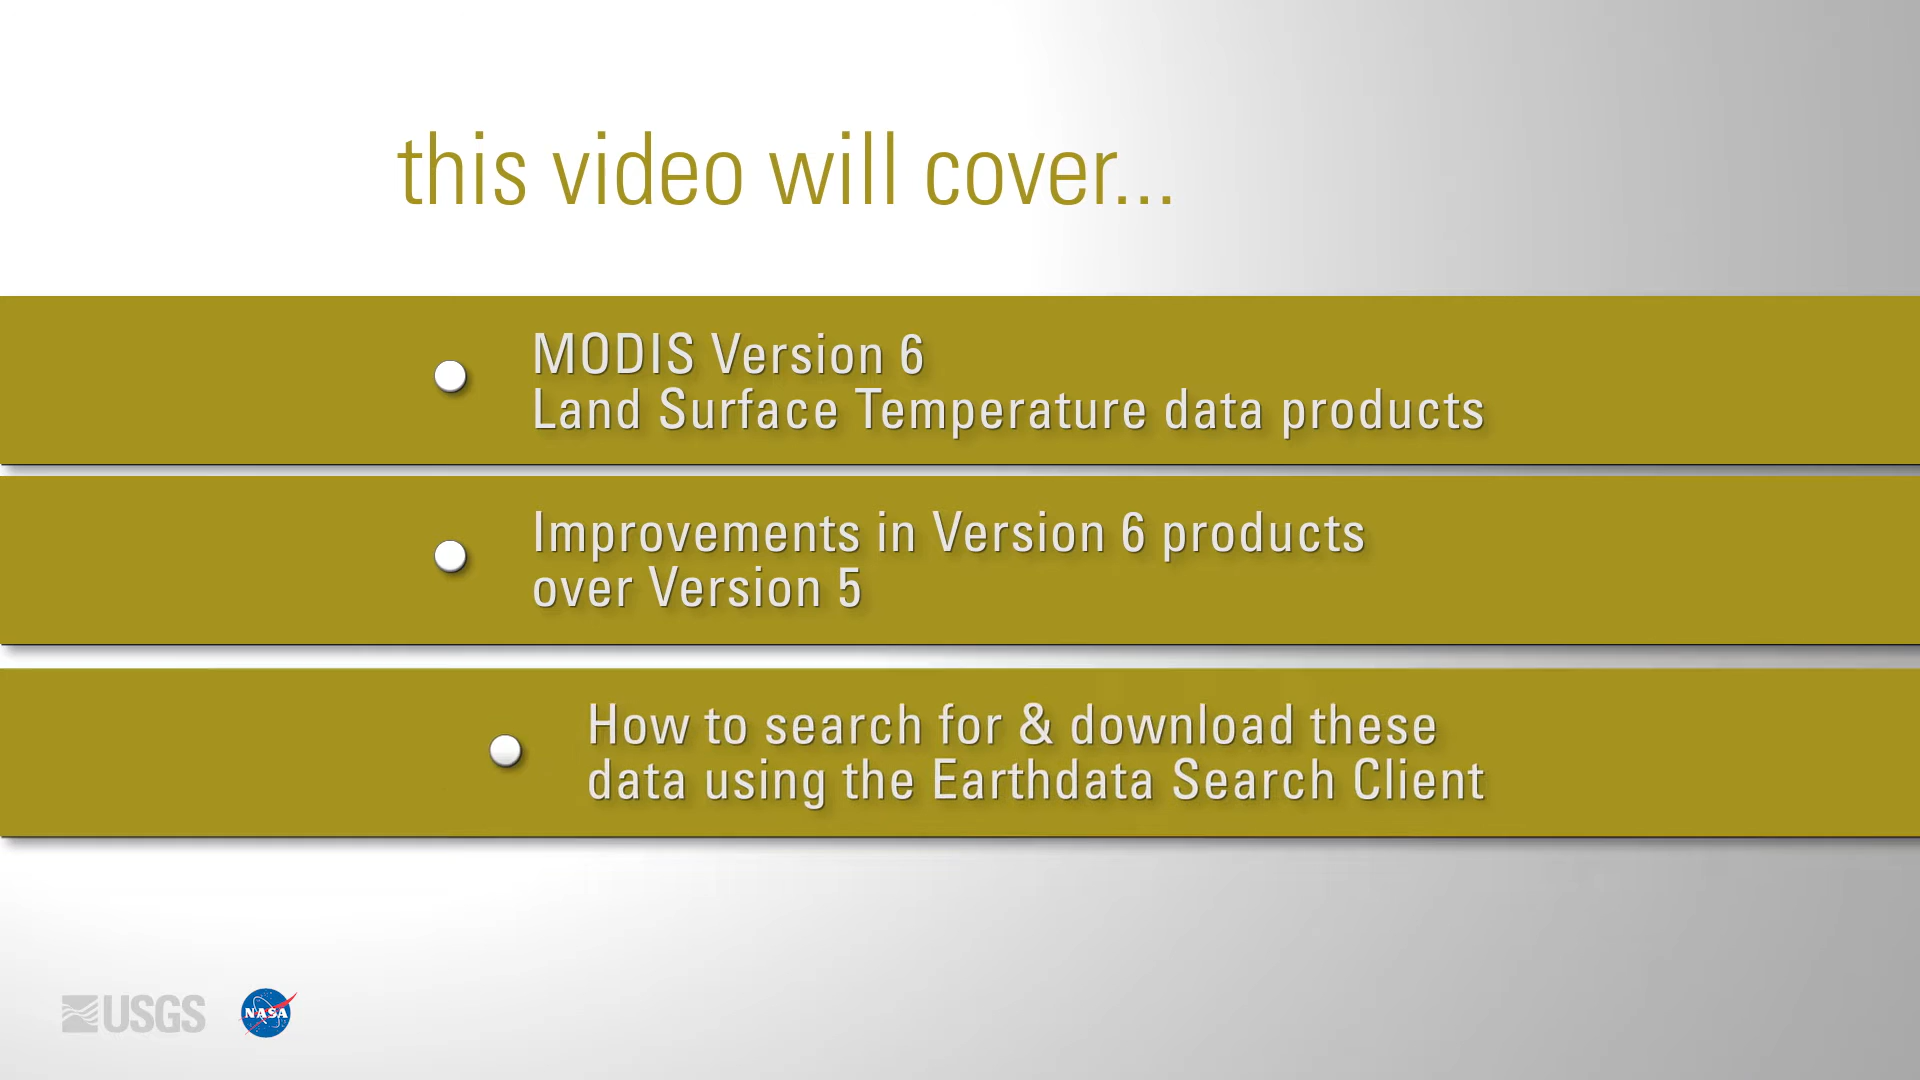 this video will cover...
MODIS Version 6
Land Surface Temperature data products
Improvements in Version 6 products
over Version 5
How to search for & download these
data using the Earthdata Search Client
USGS
NASA